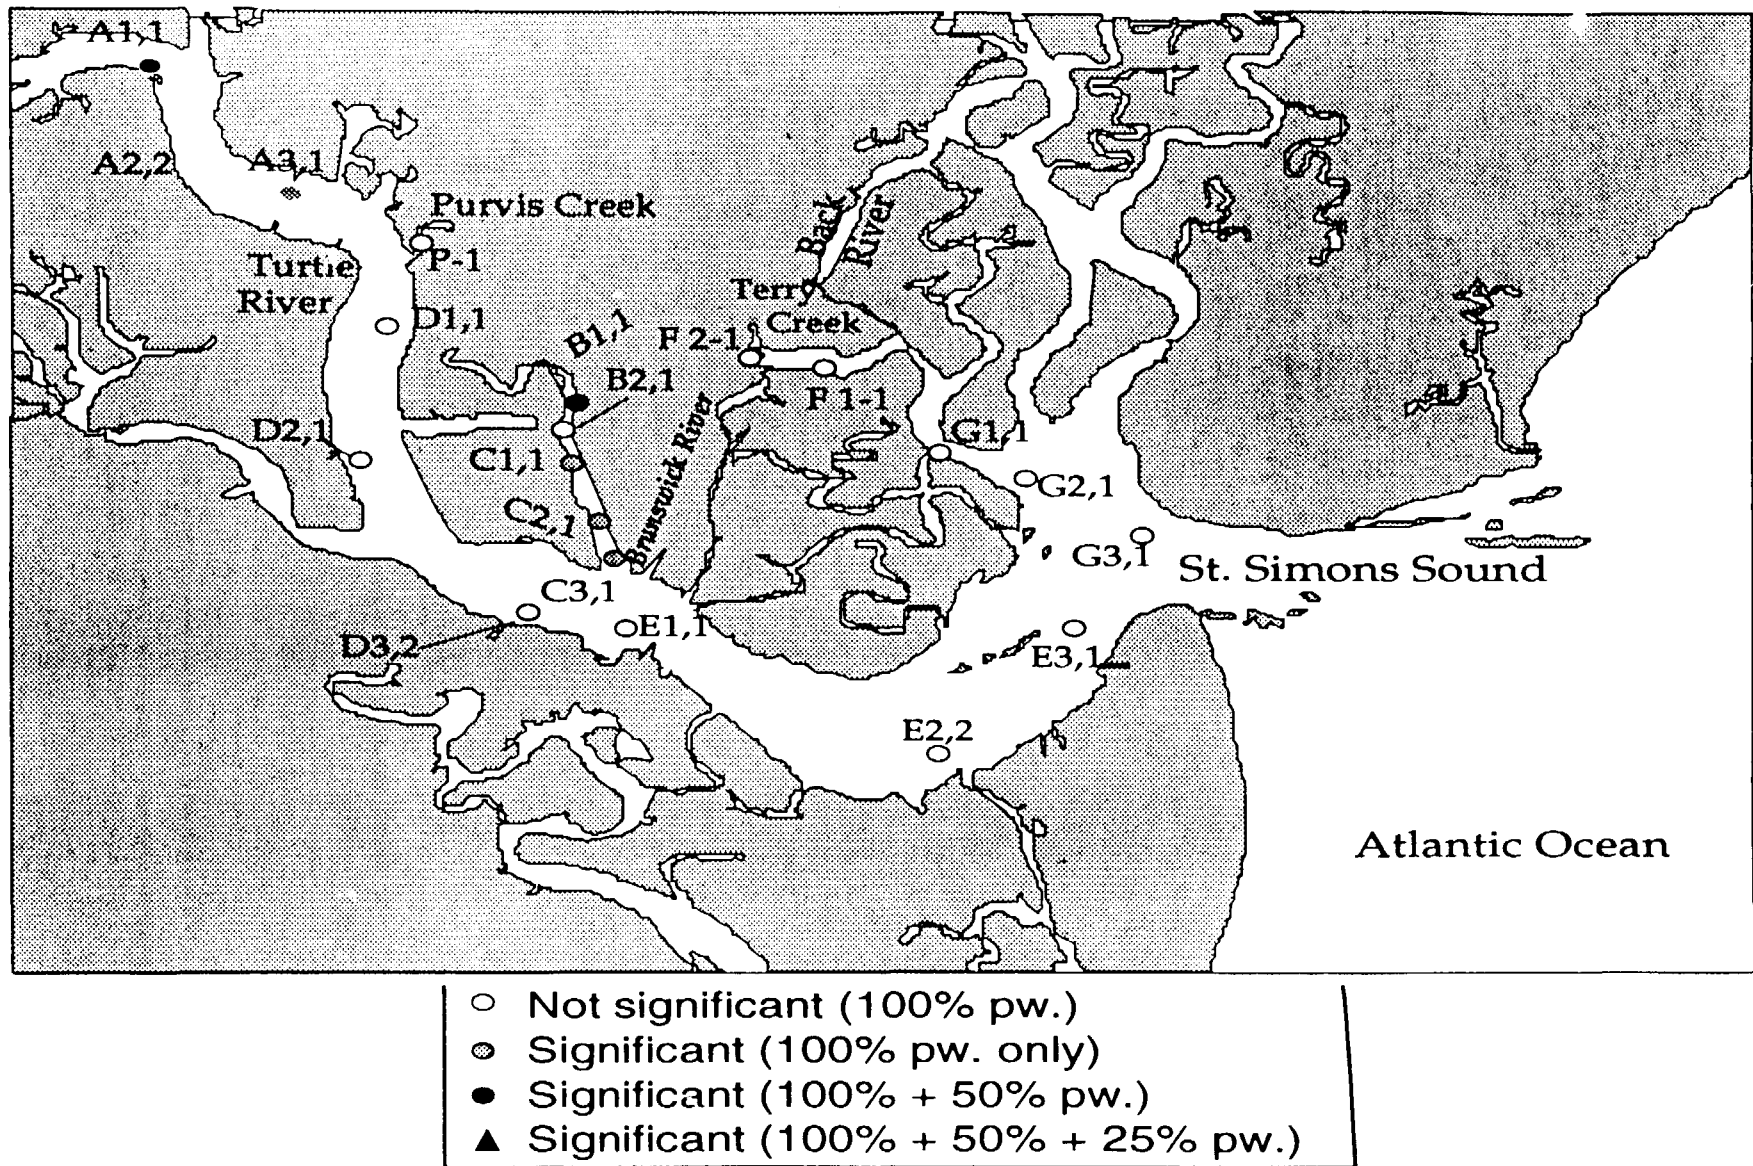 A1,1
A2,2
A3,1
Purvis Creek
P-1
Turtle
River
D1,1
Back
River
Terry
Creek
B1,1
F 2-1
B2,1
F 1-1
Brunswick River
D2,1
C1,1
G1,1
G2,1
C2,1
G3,1
St. Simons Sound
C3,1
E1,1
D3,2
E3,1
E2,2
Atlantic Ocean
Not significant (100% pw.)
Significant (100% pw. only)
Significant (100% + 50% pw.)
Significant (100% + 50% + 25% pw.)